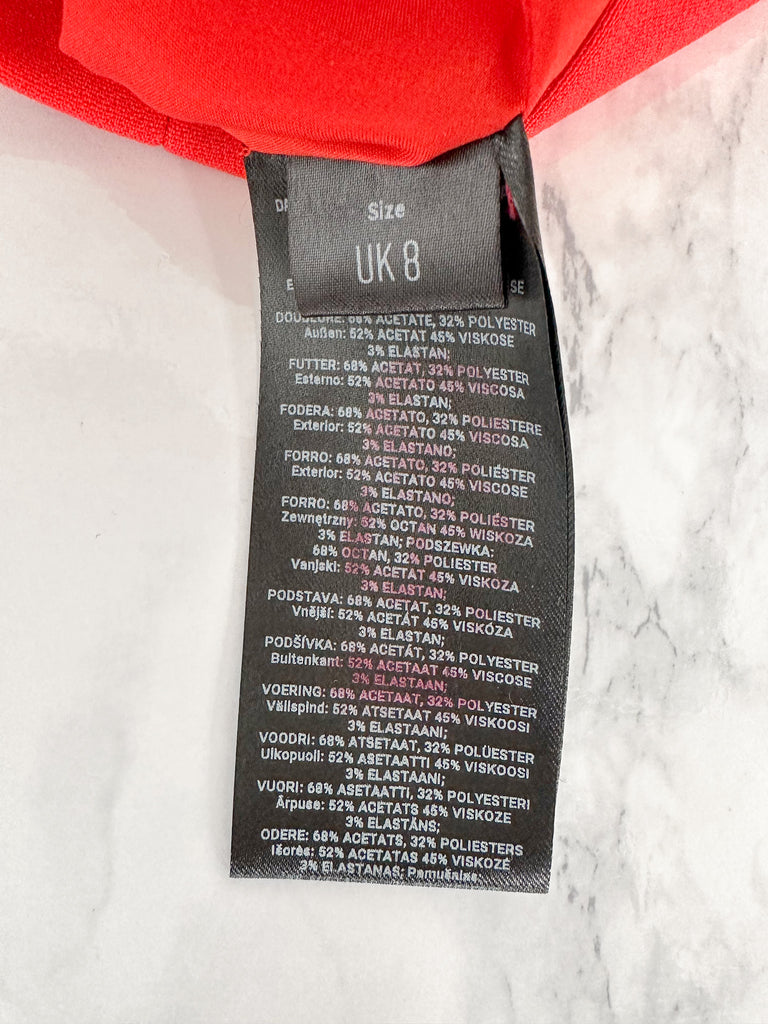 Size
UK 8
DA
E SE
DOUBLURE: 68% ACETATE, 32% POLYESTER
Außen: 52% ACETAT 45% VISKOSE
3% ELASTAN;
FUTTER: 68% ACETAT, 32% POLYESTER
Esterno: 52% ACETATO 45% VISCOSA
3% ELASTAN;
FODERA: 68% ACETATO, 32% POLIESTERE
Exterior: 52% ACETATO 45% VISCOSA
3% ELASTANO;
FORRO: 68% ACETATO, 32% POLIÉSTER
Exterior: 52% ACETATO 45% VISCOSE
3% ELASTANO;
FORRO: 68% ACETATO, 32% POLIÉSTER
Zewnętrzny: 52% OCTAN 45% WISKOZA
3% ELASTAN; PODSZEWKA:
68% OCTAN, 32% POLIESTER
Vanjski: 52% ACETAT 45% VISKOZA
3% ELASTAN;
PODSTAVA: 68% ACETAT, 32% POLIESTER
Vnější: 52% ACETÁT 45% VISKÓZA
3% ELASTAN;
PODŠÍVKA: 68% ACETÁT, 32% POLYESTER
Buitenkant: 52% ACETAAT 45% VISCOSE
3% ELASTAAN;
VOERING: 68% ACETAAT, 32% POLYESTER
Välispind: 52% ATSETAAT 45% VISKOOSI
3% ELASTAANI;
VOODRI: 68% ATSETAAT, 32% POLÜESTER
Ulkopuoli: 52% ASETAATTI 45% VISKOOSI
3% ELASTAANI;
VUORI: 68% ASETAATTI, 32% POLYESTERI
Ārpuse: 52% ACETATS 45% VISKOZE
3% ELASTĀNS;
ODERE: 68% ACETATS, 32% POLIESTERS
Išorės: 52% ACETATAS 45% VISKOZĖ
3% ELASTANAS; Pamušalas: